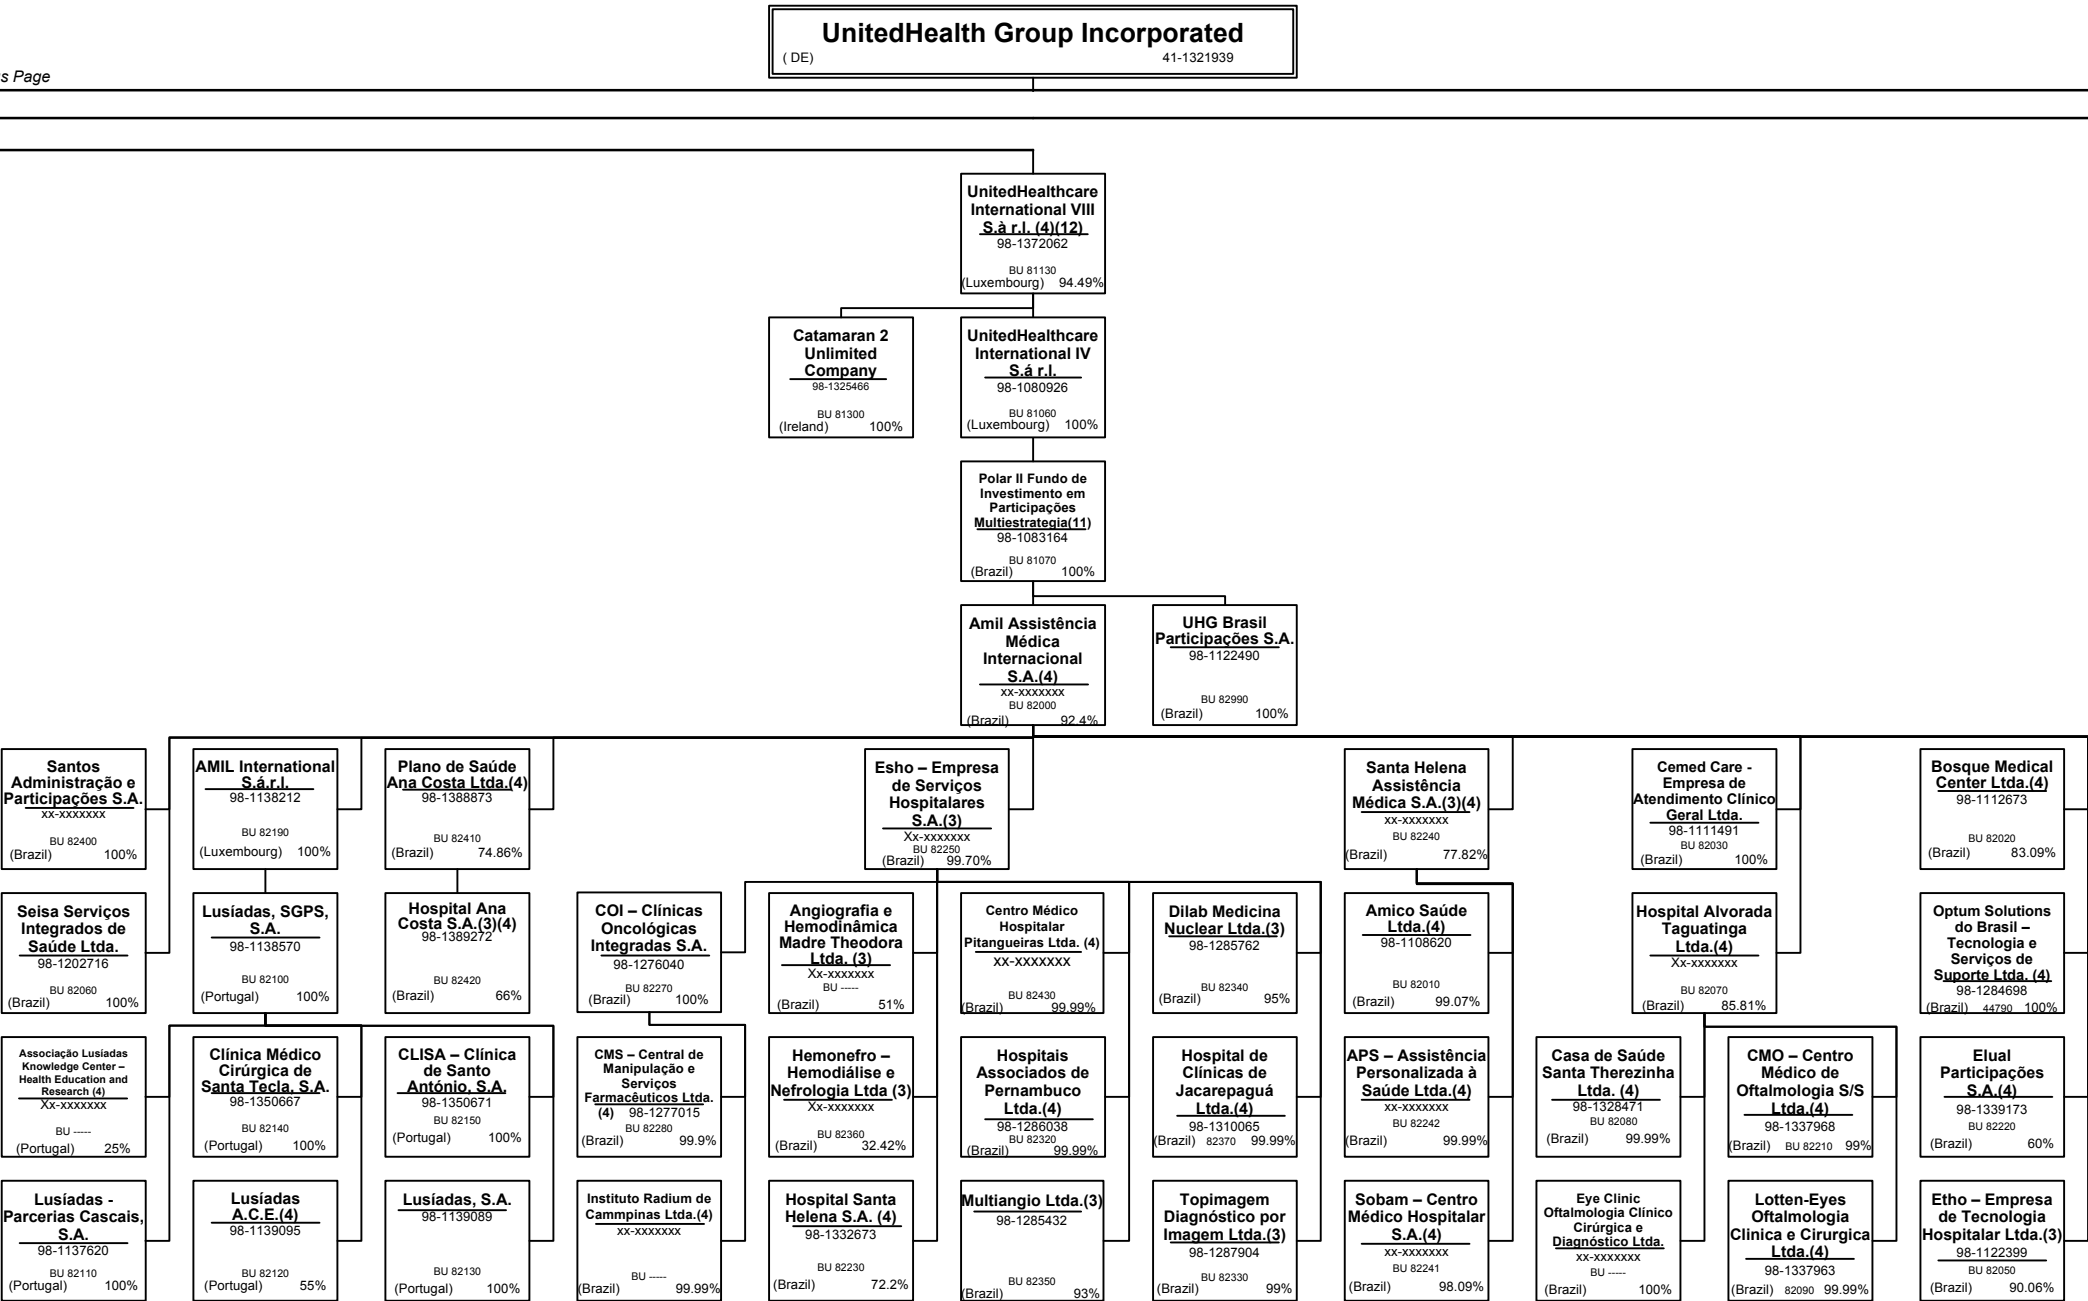 UnitedHealth Group Incorporated
( DE) 41-1321939
s Page
UnitedHealthcare
International VIII
S.à r.l. (4)(12)
98-1372062
BU 81130
(Luxembourg) 94.49%
Catamaran 2
Unlimited
Company
98-1325466
BU 81300
(Ireland) 100%
UnitedHealthcare
International IV
S.á r.l.
98-1080926
BU 81060
(Luxembourg) 100%
Polar II Fundo de
Investimento em
Participações
Multiestrategia(11)
98-1083164
BU 81070
(Brazil) 100%
Amil Assistência
Médica
Internacional
S.A.(4)
xx-xxxxxxx
BU 82000
(Brazil) 92.4%
UHG Brasil
Participações S.A.
98-1122490
BU 82990
(Brazil) 100%
Santos
Administração e
Participações S.A.
xx-xxxxxxx
BU 82400
(Brazil) 100%
AMIL International
S.á.r.l.
98-1138212
BU 82190
(Luxembourg) 100%
Plano de Saúde
Ana Costa Ltda.(4)
98-1388873
BU 82410
(Brazil) 74.86%
Esho – Empresa
de Serviços
Hospitalares
S.A.(3)
Xx-xxxxxxx
BU 82250
(Brazil) 99.70%
Santa Helena
Assistência
Médica S.A.(3)(4)
xx-xxxxxxx
BU 82240
(Brazil) 77.82%
Cemed Care -
Empresa de
Atendimento Clínico
Geral Ltda.
98-1111491
BU 82030
(Brazil) 100%
Bosque Medical
Center Ltda.(4)
98-1112673
BU 82020
(Brazil) 83.09%
Seisa Serviços
Integrados de
Saúde Ltda.
98-1202716
BU 82060
(Brazil) 100%
Lusíadas, SGPS,
S.A.
98-1138570
BU 82100
(Portugal) 100%
Hospital Ana
Costa S.A.(3)(4)
98-1389272
BU 82420
(Brazil) 66%
COI – Clínicas
Oncológicas
Integradas S.A.
98-1276040
BU 82270
(Brazil) 100%
Angiografia e
Hemodinâmica
Madre Theodora
Ltda. (3)
Xx-xxxxxxx
BU -----
(Brazil) 51%
Centro Médico
Hospitalar
Pitangueiras Ltda. (4)
xx-xxxxxxx
BU 82430
(Brazil) 99.99%
Dilab Medicina
Nuclear Ltda.(3)
98-1285762
BU 82340
(Brazil) 95%
Amico Saúde
Ltda.(4)
98-1108620
BU 82010
(Brazil) 99.07%
Hospital Alvorada
Taguatinga
Ltda.(4)
Xx-xxxxxxx
BU 82070
(Brazil) 85.81%
Optum Solutions
do Brasil –
Tecnologia e
Serviços de
Suporte Ltda. (4)
98-1284698
(Brazil) 44790 100%
Associação Lusíadas
Knowledge Center –
Health Education and
Research (4)
Xx-xxxxxxx
BU -----
(Portugal) 25%
Clínica Médico
Cirúrgica de
Santa Tecla, S.A.
98-1350667
BU 82140
(Portugal) 100%
CLISA – Clínica
de Santo
António, S.A.
98-1350671
BU 82150
(Portugal) 100%
CMS – Central de
Manipulação e
Serviços
Farmacêuticos Ltda.
(4) 98-1277015
BU 82280
(Brazil) 99.9%
Hemonefro –
Hemodiálise e
Nefrologia Ltda (3)
Xx-xxxxxxx
BU 82360
(Brazil) 32.42%
Hospitais
Associados de
Pernambuco
Ltda.(4)
98-1286038
BU 82320
(Brazil) 99.99%
Hospital de
Clínicas de
Jacarepaguá
Ltda.(4)
98-1310065
(Brazil) 82370 99.99%
APS – Assistência
Personalizada à
Saúde Ltda.(4)
xx-xxxxxxx
BU 82242
(Brazil) 99.99%
Casa de Saúde
Santa Therezinha
Ltda. (4)
98-1328471
BU 82080
(Brazil) 99.99%
CMO – Centro
Médico de
Oftalmologia S/S
Ltda.(4)
98-1337968
(Brazil) BU 82210 99%
Elual
Participações
S.A.(4)
98-1339173
BU 82220
(Brazil) 60%
Lusíadas -
Parcerias Cascais,
S.A.
98-1137620
BU 82110
(Portugal) 100%
Lusíadas
A.C.E.(4)
98-1139095
BU 82120
(Portugal) 55%
Lusíadas, S.A.
98-1139089
BU 82130
(Portugal) 100%
Instituto Radium de
Cammpinas Ltda.(4)
xx-xxxxxxx
BU -----
(Brazil) 99.99%
Hospital Santa
Helena S.A. (4)
98-1332673
BU 82230
(Brazil) 72.2%
Multiangio Ltda.(3)
98-1285432
BU 82350
(Brazil) 93%
Topimagem
Diagnóstico por
Imagem Ltda.(3)
98-1287904
BU 82330
(Brazil) 99%
Sobam – Centro
Médico Hospitalar
S.A.(4)
xx-xxxxxxx
BU 82241
(Brazil) 98.09%
Eye Clinic
Oftalmologia Clínico
Cirúrgica e
Diagnóstico Ltda.
xx-xxxxxxx
BU -----
(Brazil) 100%
Lotten-Eyes
Oftalmologia
Clinica e Cirurgica
Ltda.(4)
98-1337963
(Brazil) 82090 99.99%
Etho – Empresa
de Tecnologia
Hospitalar Ltda.(3)
98-1122399
BU 82050
(Brazil) 90.06%